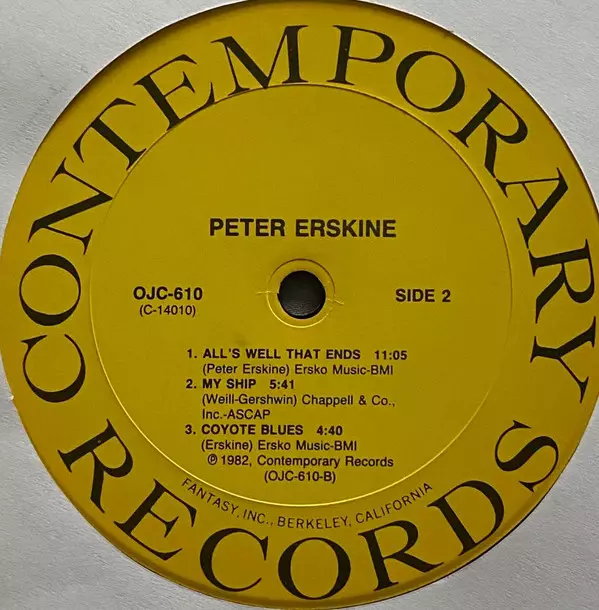 CONTEMPORARY
PETER ERSKINE
OJC-610
(C-14010)
SIDE 2
1. ALL'S WELL THAT ENDS 11:05
(Peter Erskine) Ersko Music-BMI
2. MY SHIP 5:41
(Weill-Gershwin) Chappell & Co.,
Inc.-ASCAP
3. COYOTE BLUES 4:40
(Erskine) Ersko Music-BMI
℗ 1982, Contemporary Records
(OJC-610-B)
FANTASY, INC., BERKELEY, CALIFORNIA
RECORDS